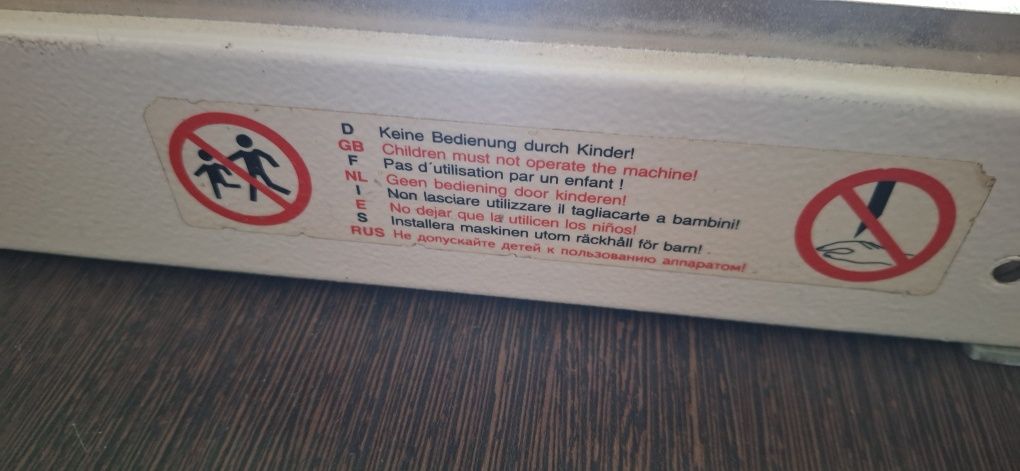 D Keine Bedienung durch Kinder!
GB Children must not operate the machine!
F Pas d´utilisation par un enfant !
NL Geen bediening door kinderen!
I Non lasciare utilizzare il tagliacarte a bambini!
E No dejar que la utilicen los niños!
S Installera maskinen utom räckhåll för barn!
RUS Не допускайте детей к пользованию аппаратом!